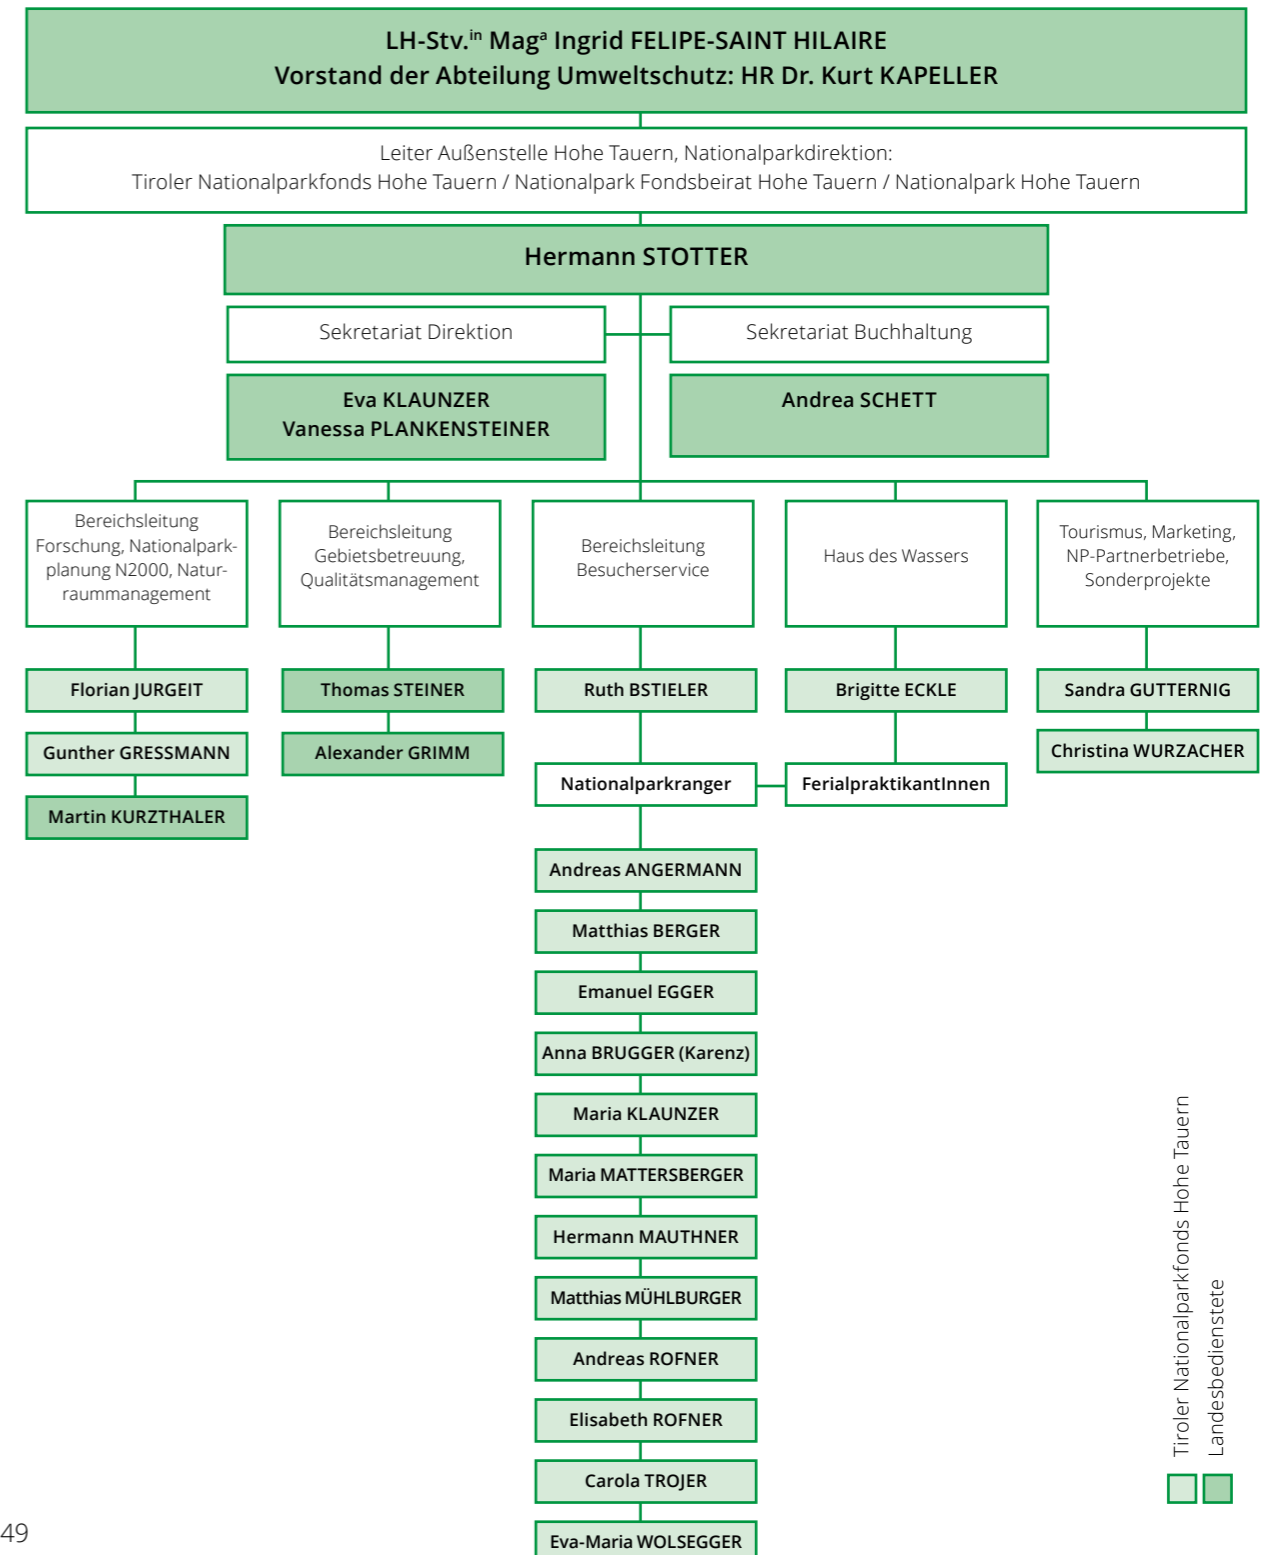 LH-Stv.in Maga Ingrid FELIPE-SAINT HILAIRE
Vorstand der Abteilung Umweltschutz: HR Dr. Kurt KAPELLER
Leiter Außenstelle Hohe Tauern, Nationalparkdirektion:
Tiroler Nationalparkfonds Hohe Tauern / Nationalpark Fondsbeirat Hohe Tauern / Nationalpark Hohe Tauern
Hermann STOTTER
Sekretariat Direktion
Eva KLAUNZER
Vanessa PLANKENSTEINER
Sekretariat Buchhaltung
Andrea SCHETT
Bereichsleitung
Forschung, Nationalpark-
planung N2000, Natur-
raummanagement
Florian JURGEIT
Gunther GRESSMANN
Martin KURZTHALER
Bereichsleitung
Gebietsbetreuung,
Qualitätsmanagement
Thomas STEINER
Alexander GRIMM
Bereichsleitung
Besucherservice
Ruth BSTIELER
Nationalparkranger
Andreas ANGERMANN
Matthias BERGER
Emanuel EGGER
Anna BRUGGER (Karenz)
Maria KLAUNZER
Maria MATTERSBERGER
Hermann MAUTHNER
Matthias MÜHLBURGER
Andreas ROFNER
Elisabeth ROFNER
Carola TROJER
Eva-Maria WOLSEGGER
Haus des Wassers
Brigitte ECKLE
FerialpraktikantInnen
Tourismus, Marketing,
NP-Partnerbetriebe,
Sonderprojekte
Sandra GUTTERNIG
Christina WURZACHER
Tiroler Nationalparkfonds Hohe Tauern
Landesbedienstete
49